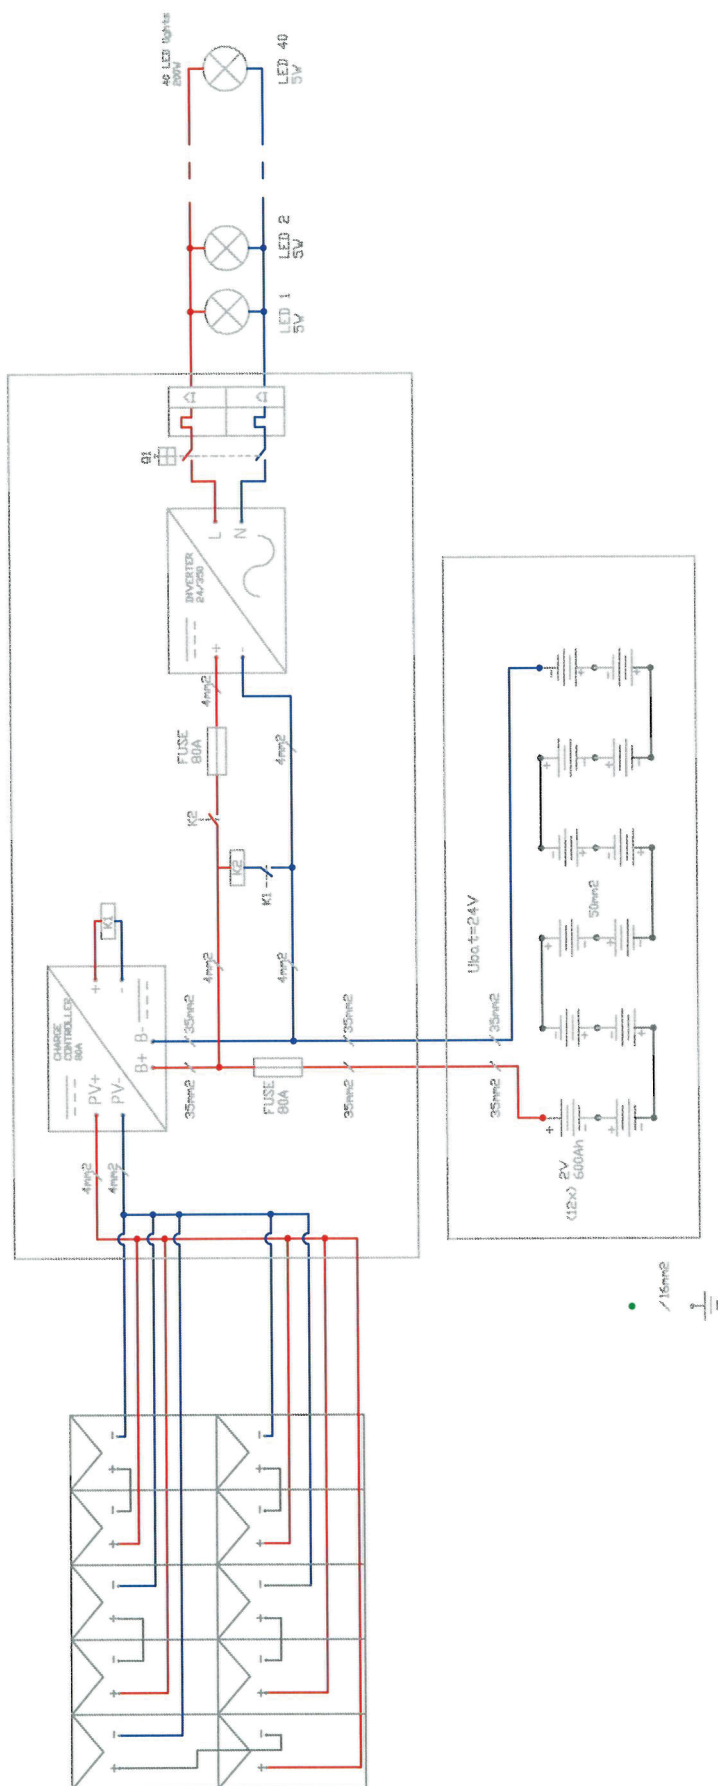 40 LED lights
200W
LED 40
5W
LED 2
5W
LED 1
5W
Q1
L
N
INVERTER
24/350
+
-
4mm2
FUSE
80A
4mm2
K2
K2
K1
K1
+
-
4mm2
4mm2
CHARGE
CONTROLLER
80A
PV+
PV-
B+
B-
35mm2
35mm2
FUSE
80A
35mm2
35mm2
35mm2
35mm2
4mm2
4mm2
Ubat=24V
50mm2
2V
(12x) 600Ah
16mm2